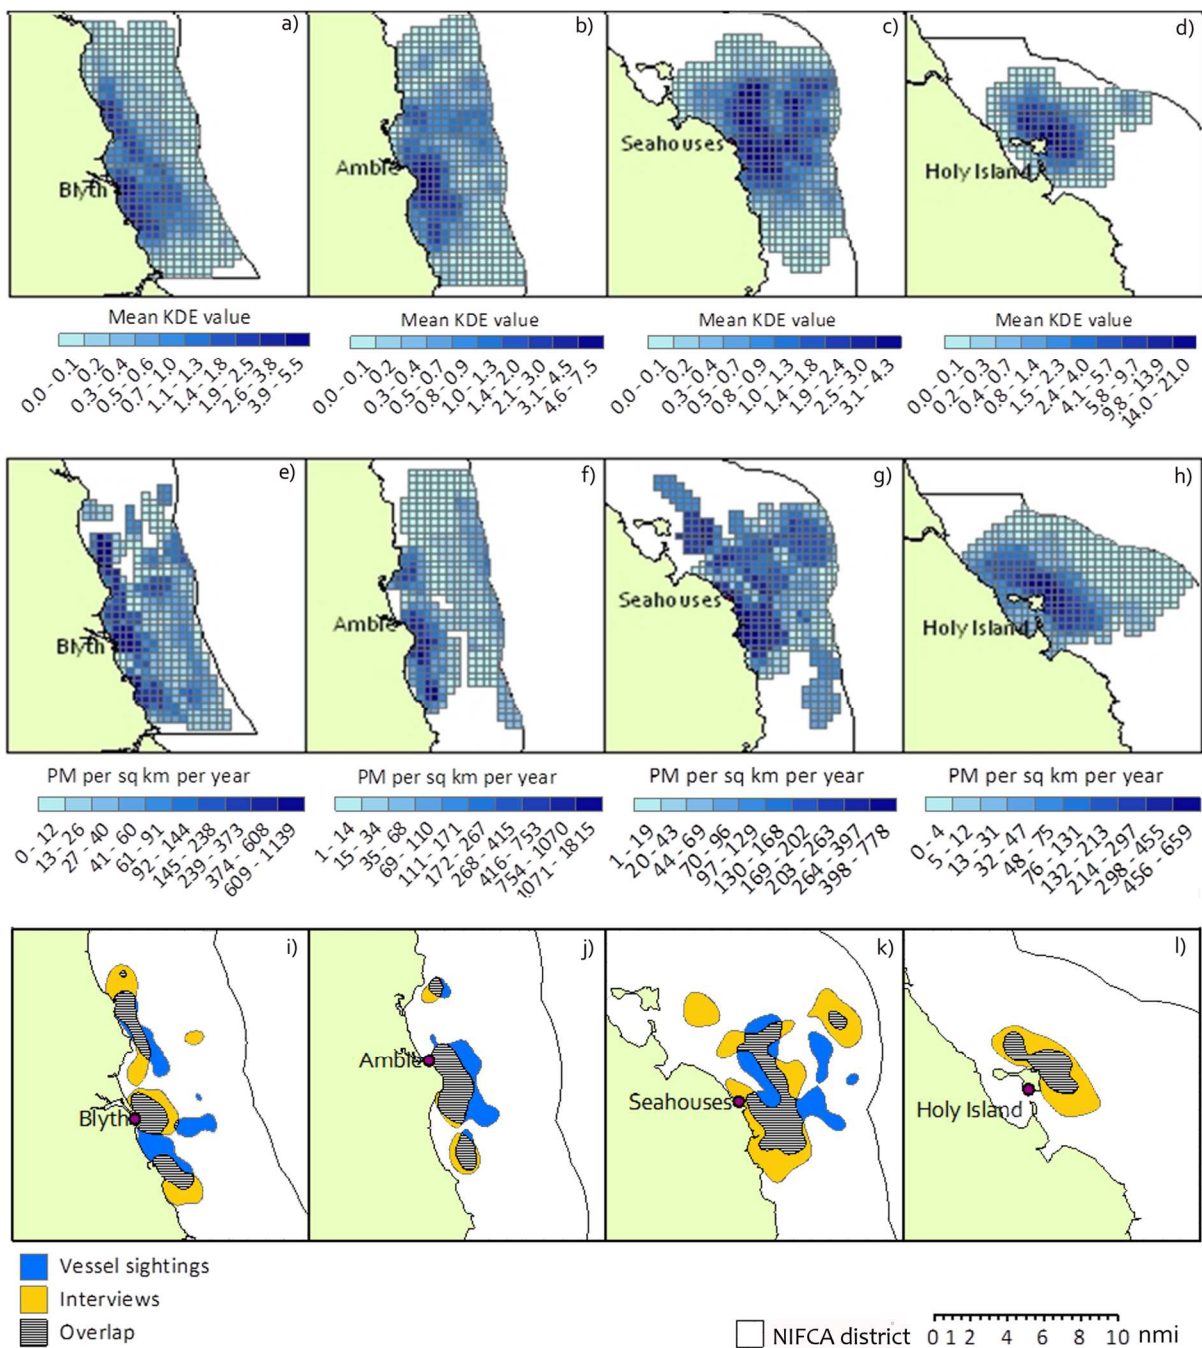 a)
b)
c)
d)
Blyth
Amble
Seahouses
Holy Island
Mean KDE value
Mean KDE value
Mean KDE value
Mean KDE value
0.0 - 0.1
0.2
0.3 - 0.4
0.5 - 0.6
0.7 - 1.0
1.1 - 1.3
1.4 - 1.8
1.9 - 2.5
2.6 - 3.8
3.9 - 5.5
0.0 - 0.1
0.2
0.3 - 0.4
0.5 - 0.7
0.8 - 0.9
1.0 - 1.3
1.4 - 2.0
2.1 - 3.0
3.1 - 4.5
4.6 - 7.5
0.0 - 0.1
0.2
0.3 - 0.4
0.5 - 0.7
0.8 - 0.9
1.0 - 1.3
1.4 - 1.8
1.9 - 2.4
2.5 - 3.0
3.1 - 4.3
0.0 - 0.1
0.2 - 0.3
0.4 - 0.7
0.8 - 1.4
1.5 - 2.3
2.4 - 4.0
4.1 - 5.7
5.8 - 9.7
9.8 - 13.9
14.0 - 21.0
e)
f)
g)
h)
Blyth
Amble
Seahouses
Holy Island
PM per sq km per year
PM per sq km per year
PM per sq km per year
PM per sq km per year
0 - 12
13 - 26
27 - 40
41 - 60
61 - 91
92 - 144
145 - 238
239 - 373
374 - 608
609 - 1139
1 - 14
15 - 34
35 - 68
69 - 110
111 - 171
172 - 267
268 - 415
416 - 753
754 - 1070
1071 - 1815
1 - 19
20 - 43
44 - 69
70 - 96
97 - 129
130 - 168
169 - 202
203 - 263
264 - 397
398 - 778
0 - 4
5 - 12
13 - 31
32 - 47
48 - 75
76 - 131
132 - 213
214 - 297
298 - 455
456 - 659
i)
j)
k)
l)
Blyth
Amble
Seahouses
Holy Island
Vessel sightings
Interviews
Overlap
NIFCA district
0 1 2 4 6 8 10 nmi